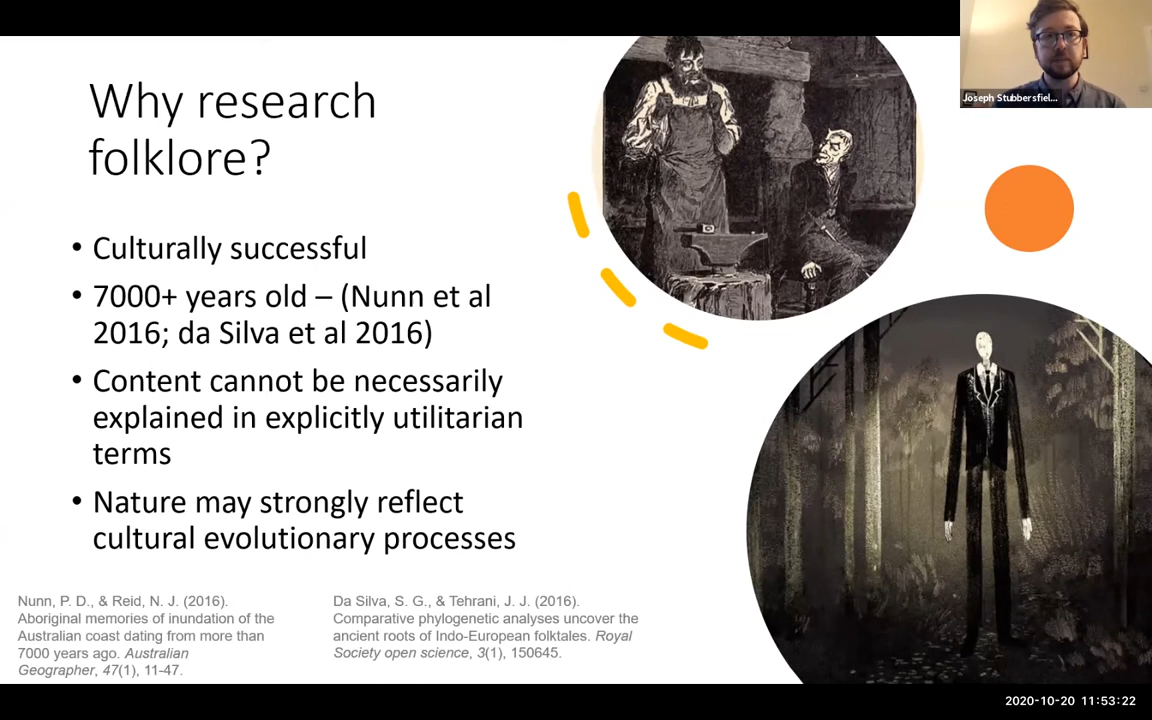 Why research
folklore?
• Culturally successful
• 7000+ years old – (Nunn et al
2016; da Silva et al 2016)
• Content cannot be necessarily
explained in explicitly utilitarian
terms
• Nature may strongly reflect
cultural evolutionary processes
Nunn, P. D., & Reid, N. J. (2016).
Aboriginal memories of inundation of the
Australian coast dating from more than
7000 years ago. Australian
Geographer, 47(1), 11-47.
Da Silva, S. G., & Tehrani, J. J. (2016).
Comparative phylogenetic analyses uncover the
ancient roots of Indo-European folktales. Royal
Society open science, 3(1), 150645.
Joseph Stubbersfiel...
2020-10-20 11:53:22